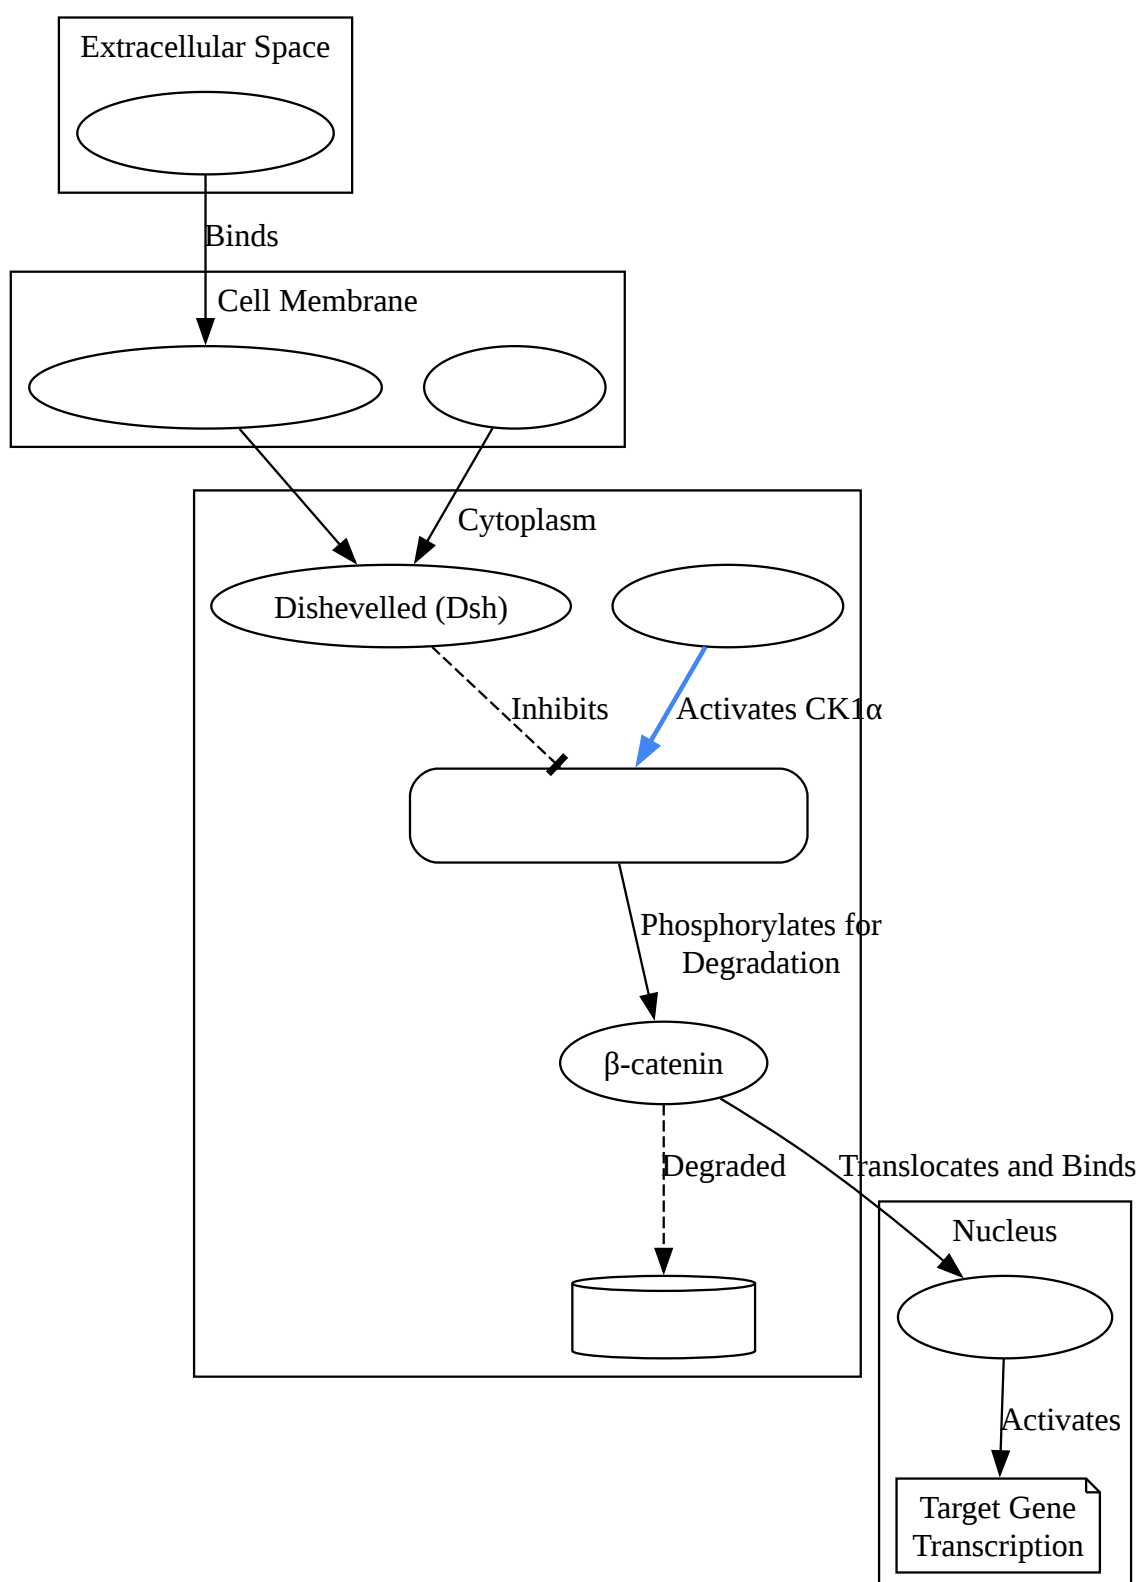 Extracellular Space
Binds
Cell Membrane
Cytoplasm
Dishevelled (Dsh)
Inhibits
Activates CK1α
Phosphorylates for
Degradation
β-catenin
Degraded
Translocates and Binds
Nucleus
Activates
Target Gene
Transcription